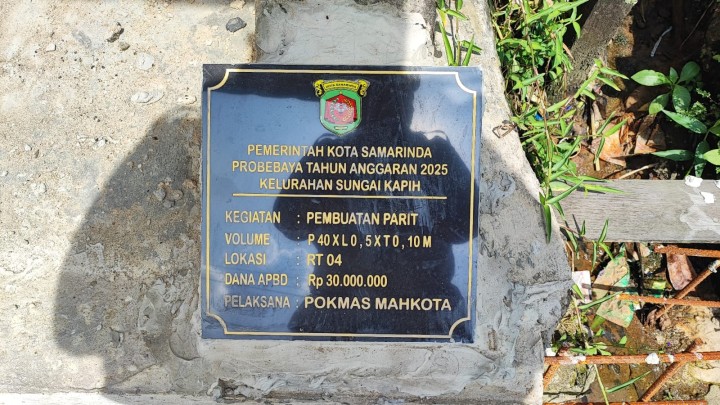 PEMERINTAH KOTA SAMARINDA
PROBEBAYA TAHUN ANGGARAN 2025
KELURAHAN SUNGAI KAPIH
KEGIATAN : PEMBUATAN PARIT
VOLUME : P 40 X L 0 , 5 X T 0 , 10 M
LOKASI : RT 04
DANA APBD : Rp 30.000.000
PELAKSANA : POKMAS MAHKOTA